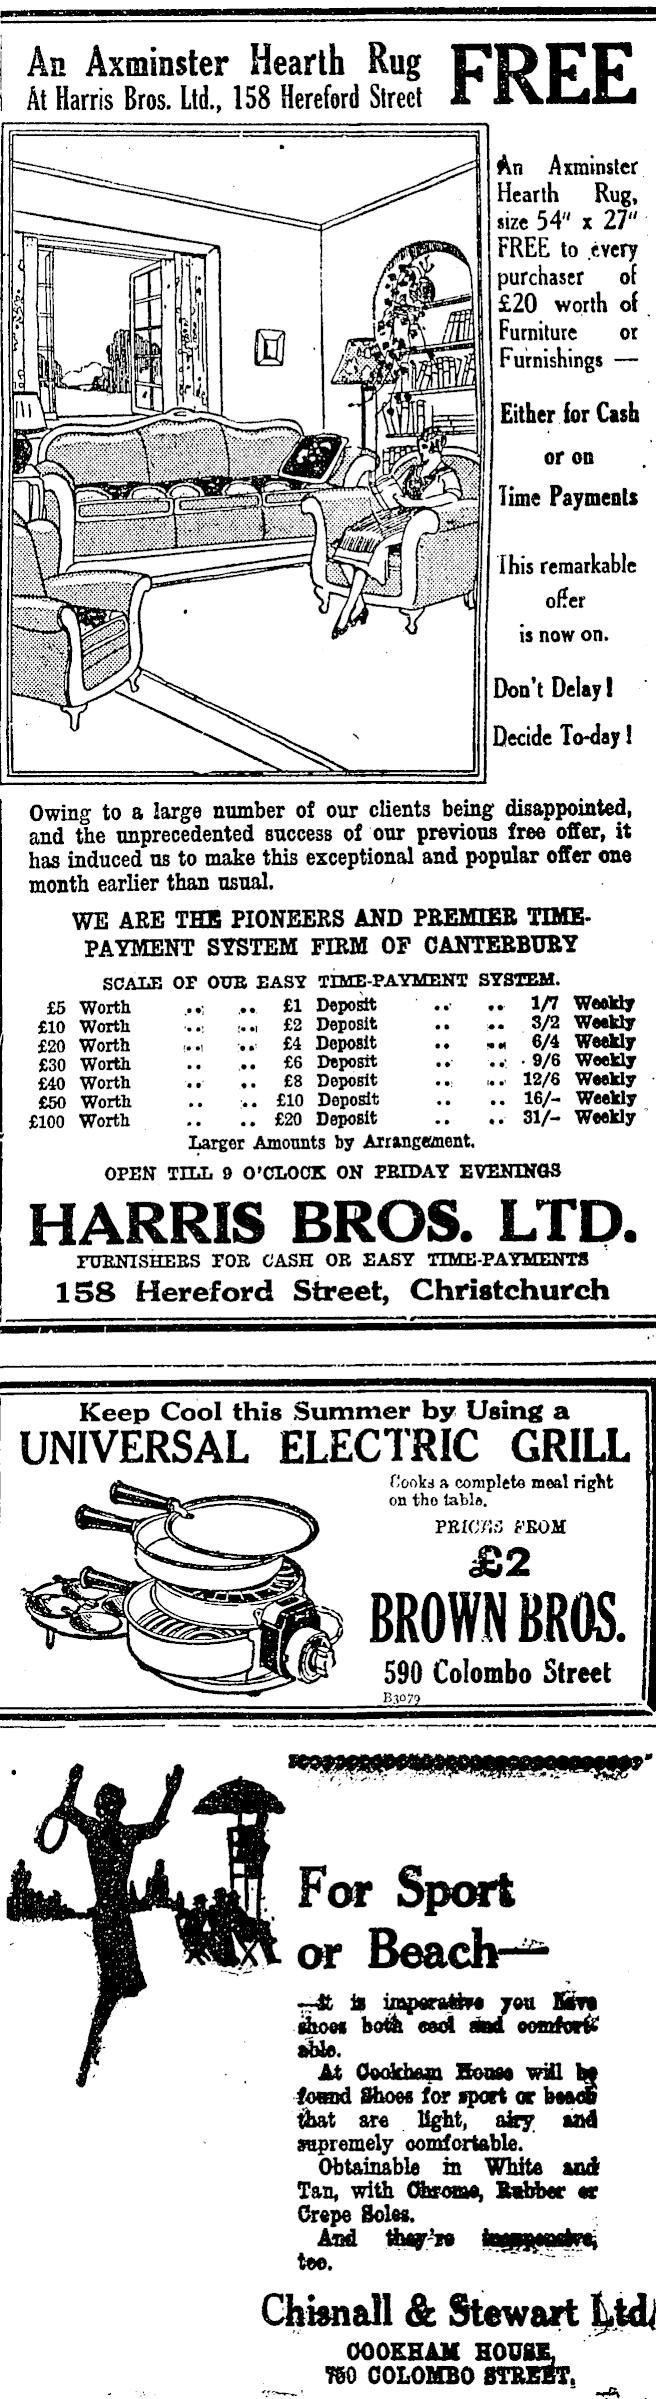 An Axminster Hearth Rug
At Harris Bros. Ltd., 158 Hereford Street
FREE
An Axminster
Hearth Rug,
size 54" x 27"
FREE to every
purchaser of
£20 worth of
Furniture or
Furnishings —
Either for Cash
or on
Time Payments
This remarkable
offer
is now on.
Don't Delay!
Decide To-day!
Owing to a large number of our clients being disappointed,
and the unprecedented success of our previous free offer, it
has induced us to make this exceptional and popular offer one
month earlier than usual.
WE ARE THE PIONEERS AND PREMIER TIME-
PAYMENT SYSTEM FIRM OF CANTERBURY
SCALE OF OUR EASY TIME-PAYMENT SYSTEM.
£5 Worth .. .. £1 Deposit .. .. 1/7 Weekly
£10 Worth .. .. £2 Deposit .. .. 3/2 Weekly
£20 Worth .. .. £4 Deposit .. .. 6/4 Weekly
£30 Worth .. .. £6 Deposit .. .. 9/6 Weekly
£40 Worth .. .. £8 Deposit .. .. 12/6 Weekly
£50 Worth .. .. £10 Deposit .. .. 16/- Weekly
£100 Worth .. .. £20 Deposit .. .. 31/- Weekly
Larger Amounts by Arrangement.
OPEN TILL 9 O'CLOCK ON FRIDAY EVENINGS
HARRIS BROS. LTD.
FURNISHERS FOR CASH OR EASY TIME-PAYMENTS
158 Hereford Street, Christchurch
Keep Cool this Summer by Using a
UNIVERSAL ELECTRIC GRILL
Cooks a complete meal right
on the table.
PRICES FROM
£2
BROWN BROS.
590 Colombo Street
B3079
For Sport
or Beach—
—It is imperative you have
shoes both cool and comfort-
able.
At Cookham House will be
found Shoes for sport or beach
that are light, airy and
supremely comfortable.
Obtainable in White and
Tan, with Chrome, Rubber or
Crepe Soles.
And they're inexpensive,
too.
Chisnall & Stewart Ltd.
COOKHAM HOUSE,
780 COLOMBO STREET.